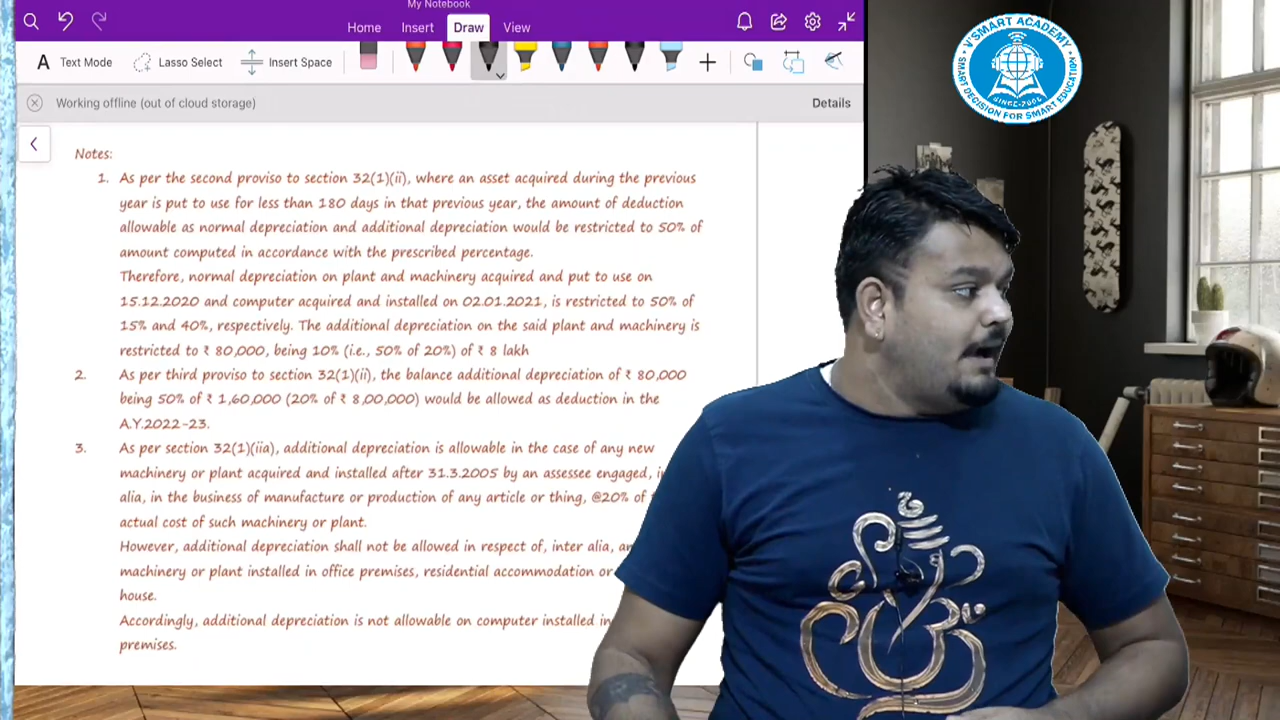 My Notebook
Home Insert Draw View
Text Mode Lasso Select Insert Space
Working offline (out of cloud storage) Details
V'SMART ACADEMY
SINCE-2006
SMART DECISION FOR SMART EDUCATION
Notes:
1. As per the second proviso to section 32(1)(ii), where an asset acquired during the previous
year is put to use for less than 180 days in that previous year, the amount of deduction
allowable as normal depreciation and additional depreciation would be restricted to 50% of
amount computed in accordance with the prescribed percentage.
Therefore, normal depreciation on plant and machinery acquired and put to use on
15.12.2020 and computer acquired and installed on 02.01.2021, is restricted to 50% of
15% and 40%, respectively. The additional depreciation on the said plant and machinery is
restricted to ₹ 80,000, being 10% (i.e., 50% of 20%) of ₹ 8 lakh
2. As per third proviso to section 32(1)(ii), the balance additional depreciation of ₹ 80,000
being 50% of ₹ 1,60,000 (20% of ₹ 8,00,000) would be allowed as deduction in the
A.Y.2022-23.
3. As per section 32(1)(iia), additional depreciation is allowable in the case of any new
machinery or plant acquired and installed after 31.3.2005 by an assessee engaged,
alia, in the business of manufacture or production of any article or thing, @20% of
actual cost of such machinery or plant.
However, additional depreciation shall not be allowed in respect of, inter alia,
machinery or plant installed in office premises, residential accommodation or
house.
Accordingly, additional depreciation is not allowable on computer installed in
premises.